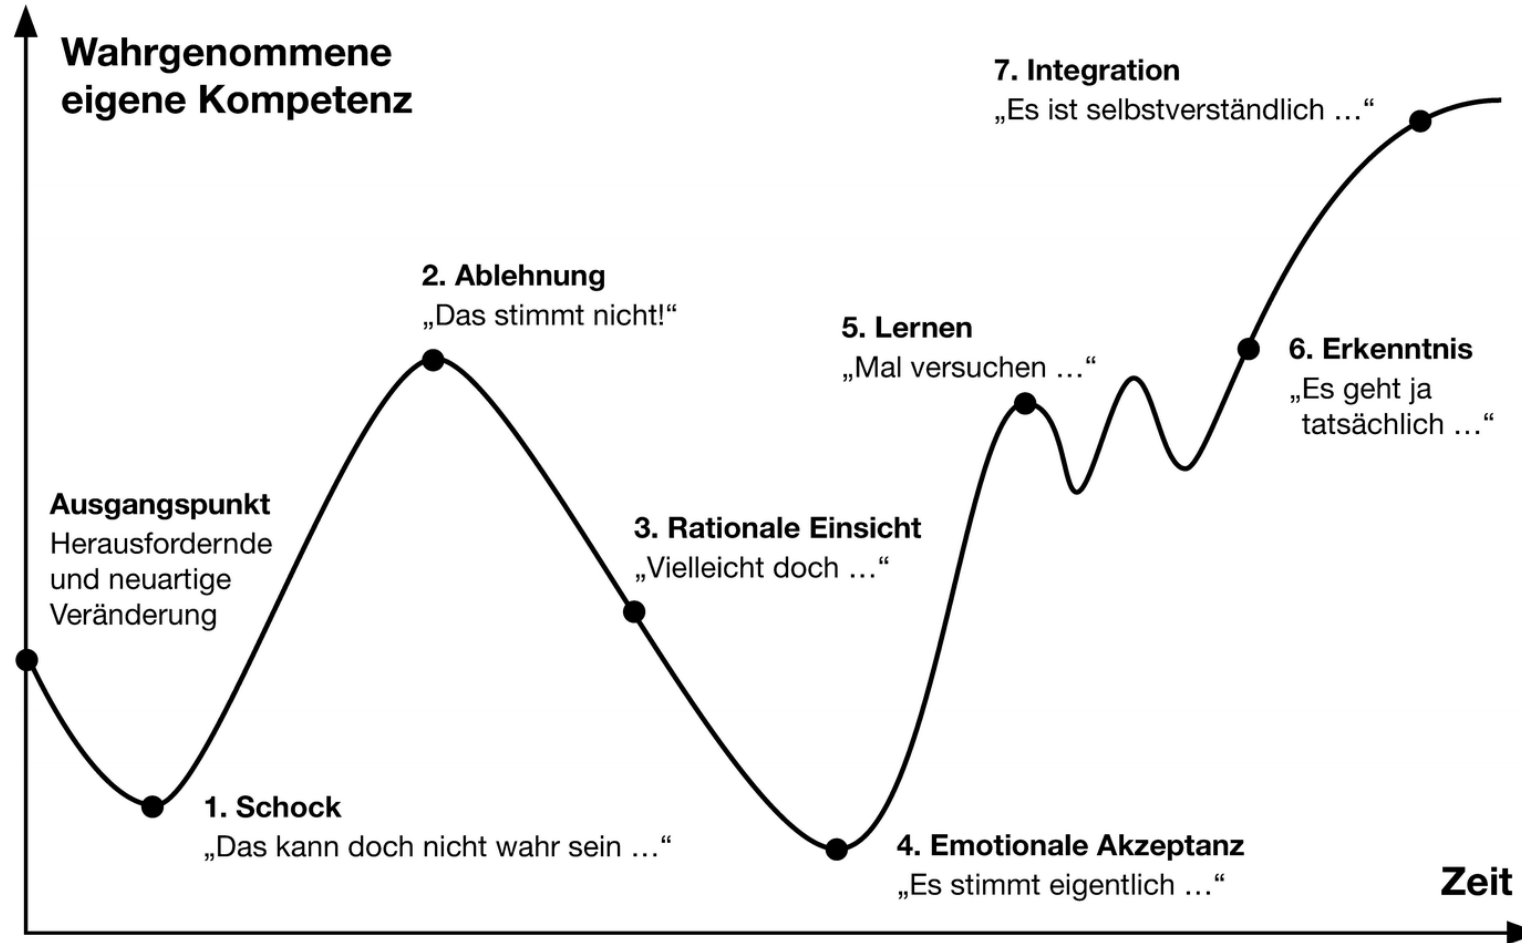 Wahrgenommene
eigene Kompetenz
7. Integration
„Es ist selbstverständlich …“
2. Ablehnung
„Das stimmt nicht!“
5. Lernen
„Mal versuchen …“
6. Erkenntnis
„Es geht ja
tatsächlich …“
Ausgangspunkt
Herausfordernde
und neuartige
Veränderung
3. Rationale Einsicht
„Vielleicht doch …“
1. Schock
„Das kann doch nicht wahr sein …“
4. Emotionale Akzeptanz
„Es stimmt eigentlich …“
Zeit